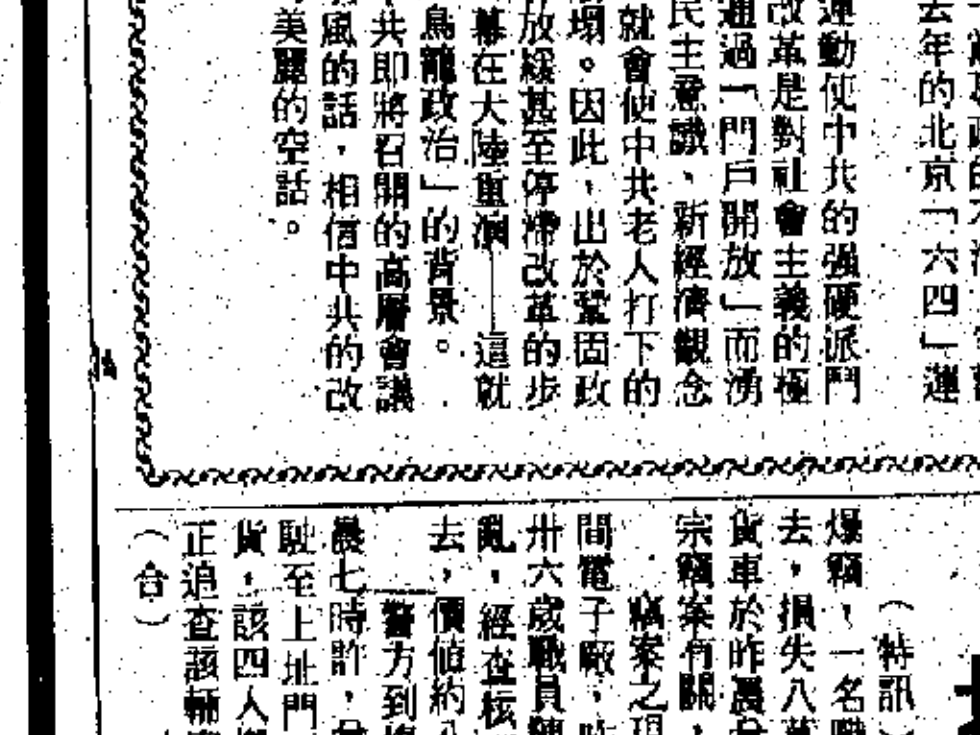 去年的北京「六四」運
運動使中共的强硬派鬥
改革是對社會主義的極
通過「門戶開放」而湧
民主意識、新經濟觀念
就會使中共老人打下的
塌。因此，出於鞏固政
放緩甚至停滯改革的步
幕在大陸重演——這就
烏龍政治」的背景。
共即將召開的高層會議
風的話，相信中共的改
美麗的空話。
（特訊）
爆竊，一名職
去，損失八萬
貨車於昨晨
宗竊案有關，
竊案之現
間電子廠，
卅六歲職員
亂，經查核
去，價值約八
警方到
晨七時許，
駛至上址門
貨，該四人
正追查該輛
（合）